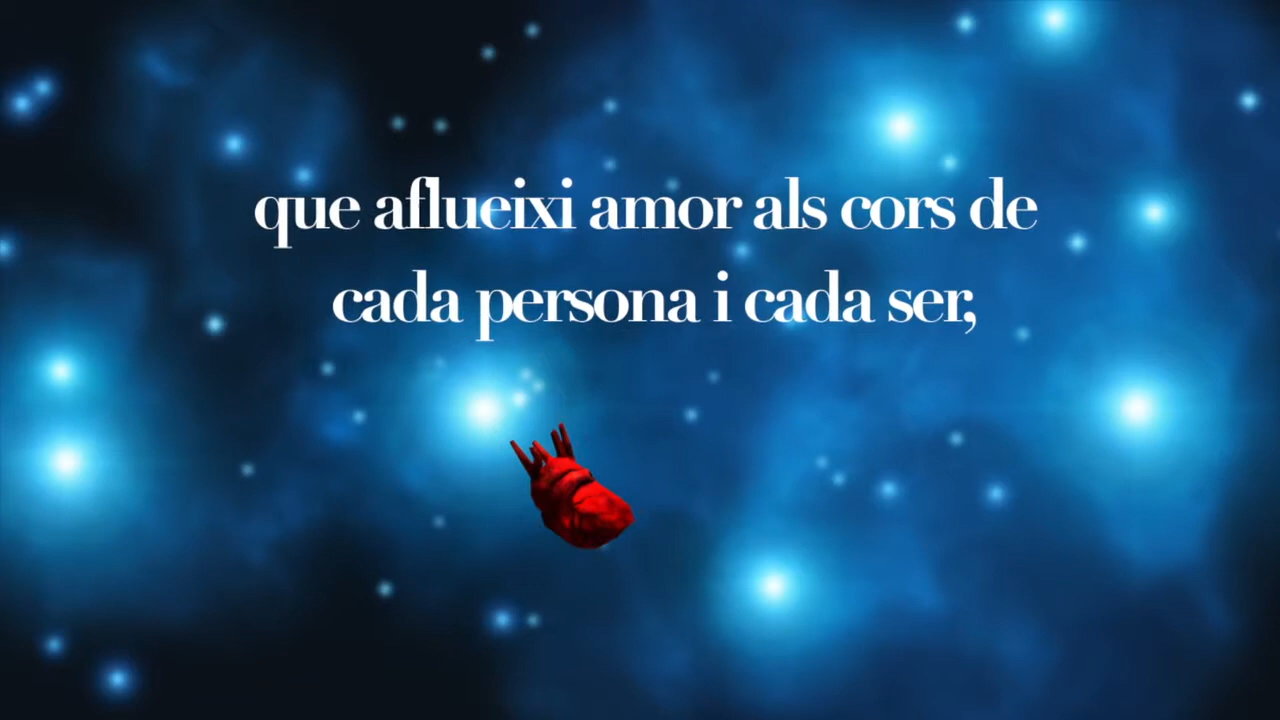 que aflueixi amor als cors de
cada persona i cada ser,